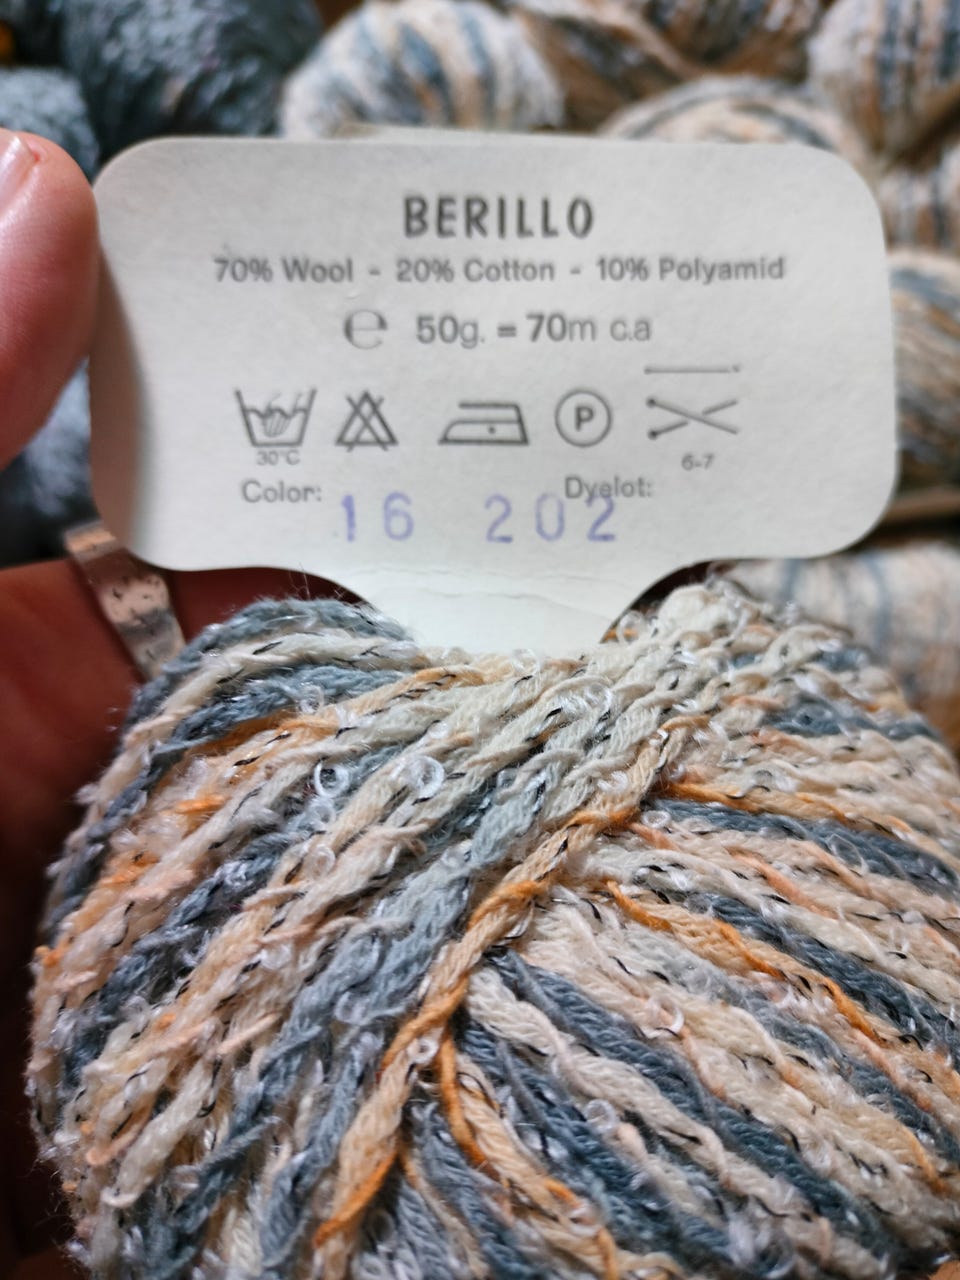 BERILLO
70% Wool - 20% Cotton - 10% Polyamid
℮ 50g. = 70m c.a
P
30°C
6-7
Color: 16 Dyelot: 202